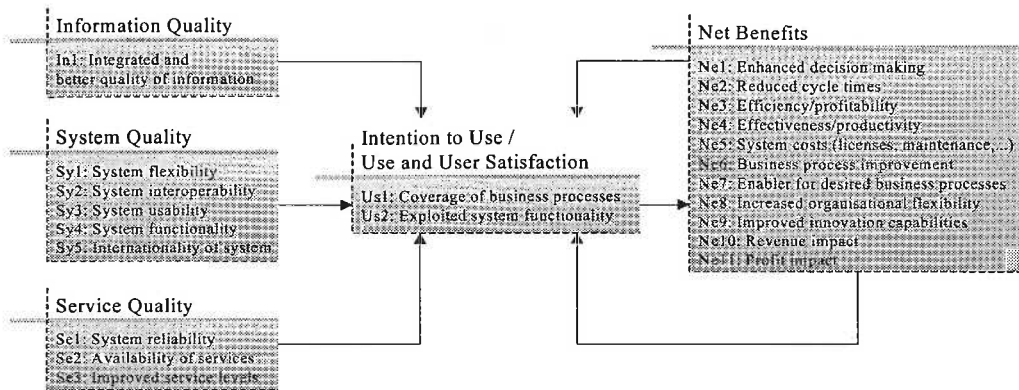 Information Quality
In1: Integrated and
better quality of information
System Quality
Sy1: System flexibility
Sy2: System interoperability
Sy3: System usability
Sy4: System functionality
Sy5: Internationality of system
Service Quality
Se1: System reliability
Se2: Availability of services
Se3: Improved service levels
Intention to Use /
Use and User Satisfaction
Us1: Coverage of business processes
Us2: Exploited system functionality
Net Benefits
Ne1: Enhanced decision making
Ne2: Reduced cycle times
Ne3: Efficiency/profitability
Ne4: Effectiveness/productivity
Ne5: System costs (licenses, maintenance,...)
Ne6: Business process improvement
Ne7: Enabler for desired business processes
Ne8: Increased organisational flexibility
Ne9: Improved innovation capabilities
Ne10: Revenue impact
Ne11: Profit impact